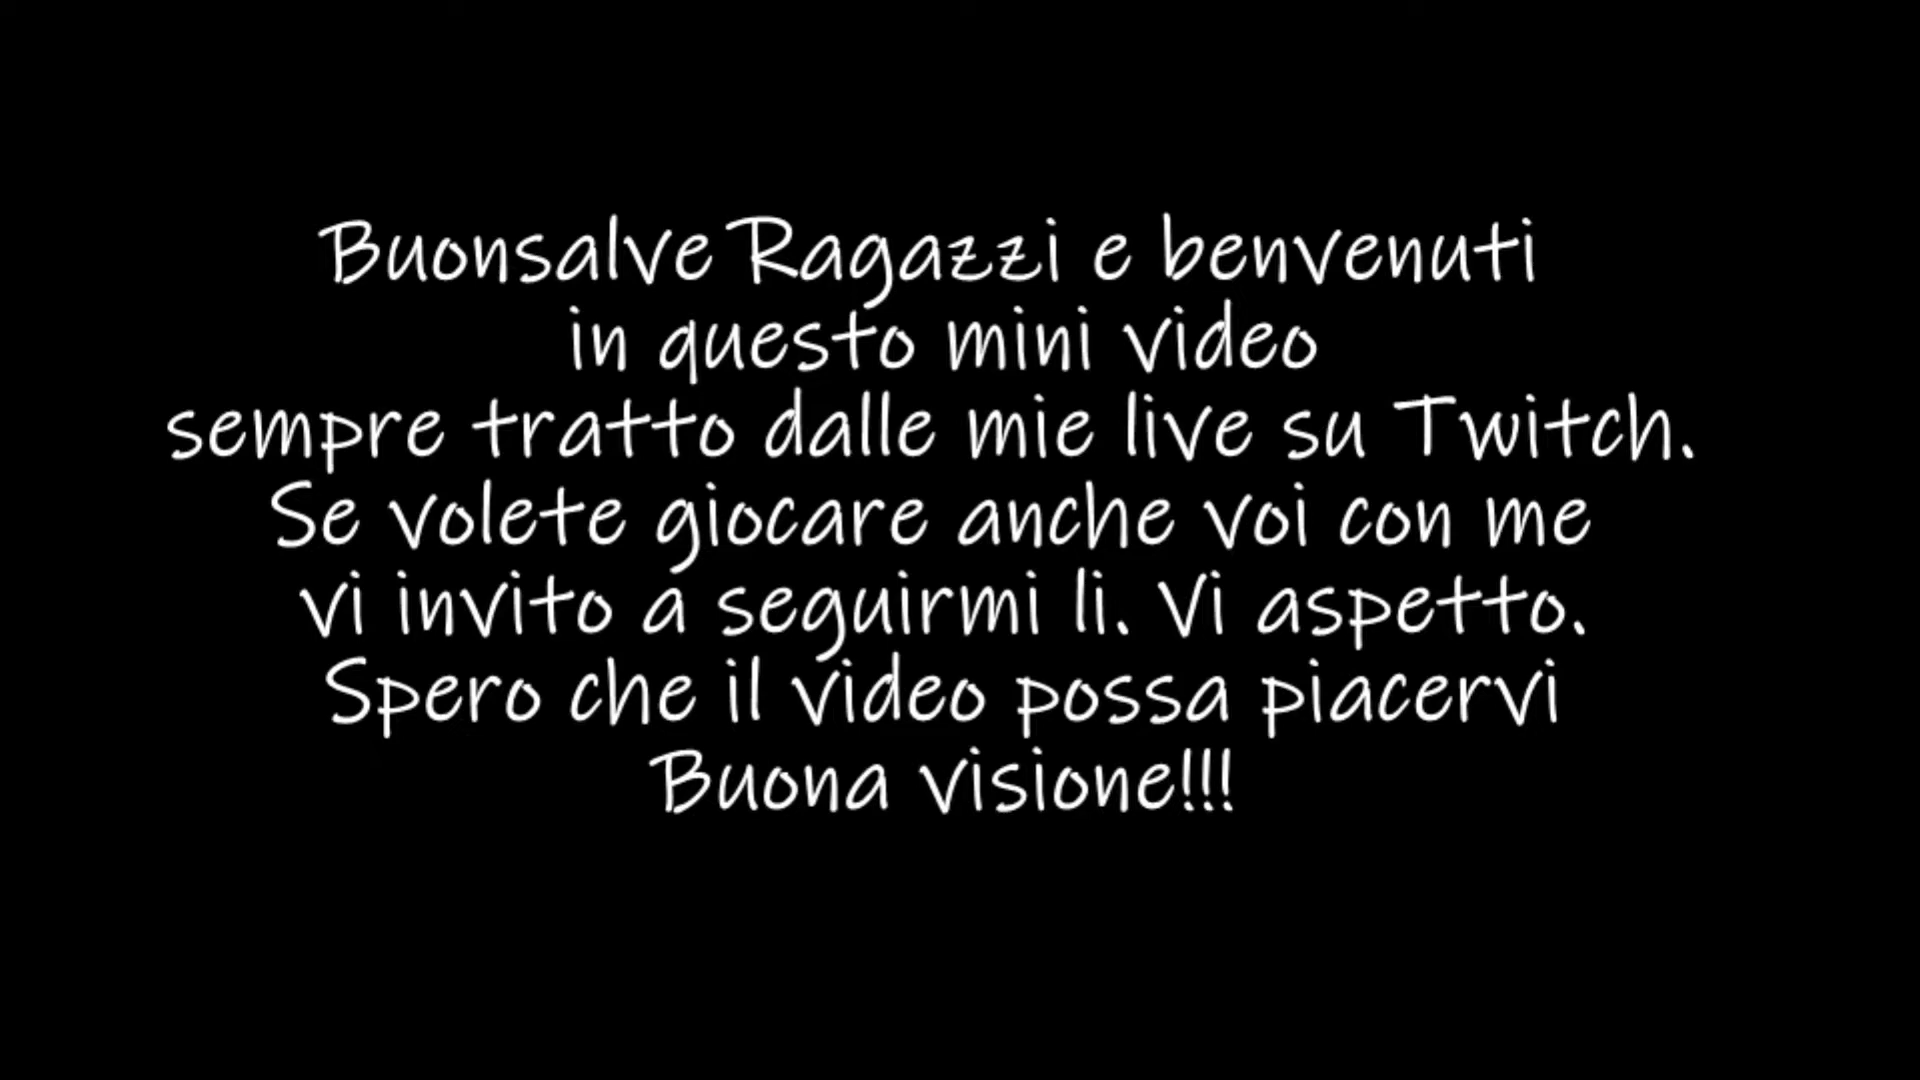 Buonsalve Ragazzi e benvenuti
in questo mini video
sempre tratto dalle mie live su Twitch.
Se volete giocare anche voi con me
vi invito a seguirmi li. Vi aspetto.
Spero che il video possa piacervi
Buona visione!!!